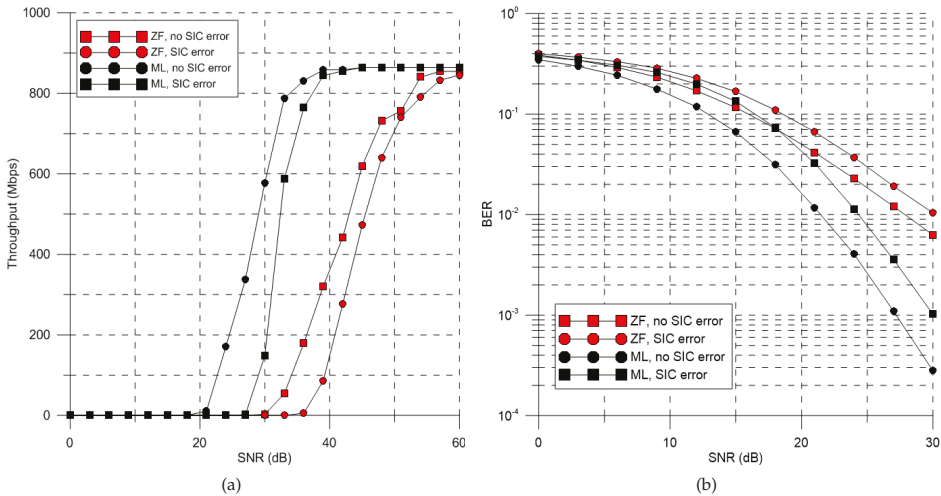 1000
800
600
400
200
0
Throughput (Mbps)
ZF, no SIC error
ZF, SIC error
ML, no SIC error
ML, SIC error
0 20 40 60
SNR (dB)
(a)
10^0
10^-1
10^-2
10^-3
10^-4
BER
ZF, no SIC error
ZF, SIC error
ML, no SIC error
ML, SIC error
0 10 20 30
SNR (dB)
(b)